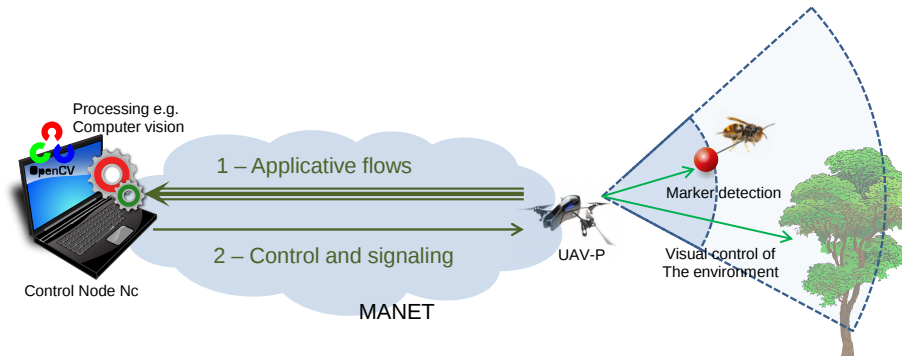 Processing e.g.
Computer vision
OpenCV
1 – Applicative flows
2 – Control and signaling
Control Node Nc
MANET
UAV-P
Marker detection
Visual control of
The environment